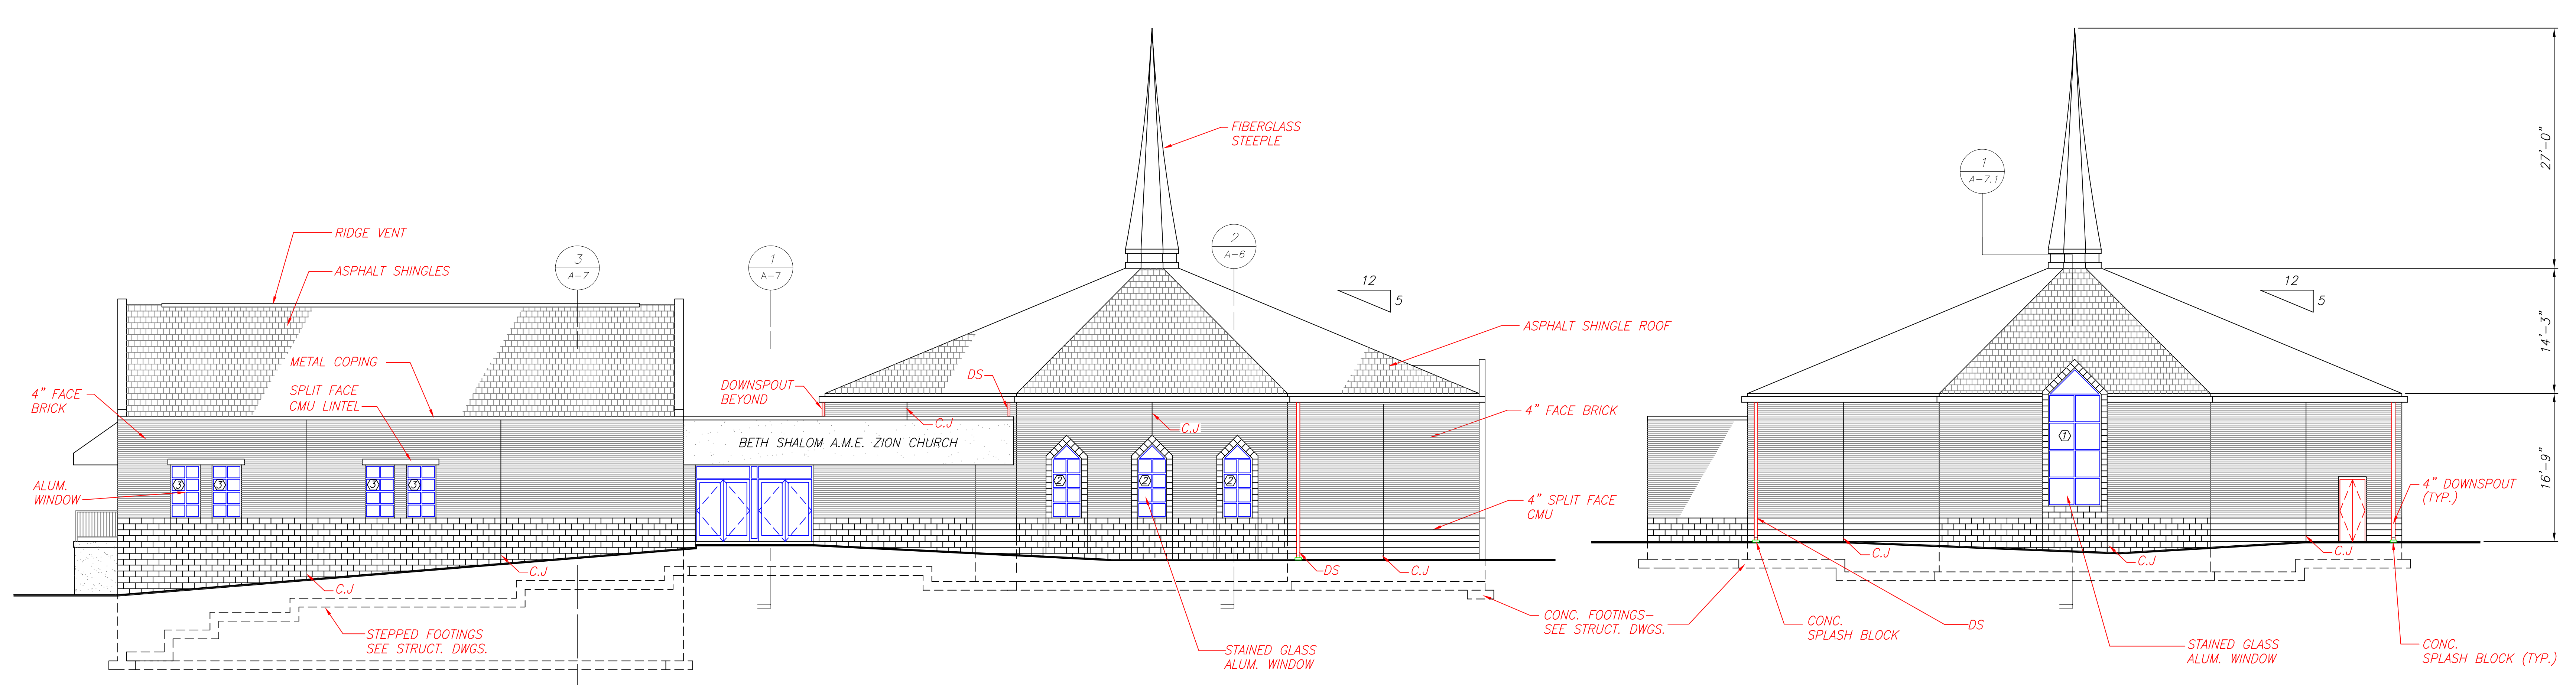 FIBERGLASS
STEEPLE
RIDGE VENT
ASPHALT SHINGLES
3
A-7
1
A-7
2
A-6
12
5
ASPHALT SHINGLE ROOF
METAL COPING
SPLIT FACE
CMU LINTEL
4" FACE
BRICK
DOWNSPOUT
BEYOND
DS
C.J
C.J
4" FACE BRICK
BETH SHALOM A.M.E. ZION CHURCH
ALUM.
WINDOW
3
3
3
3
2
2
2
4" SPLIT FACE
CMU
C.J
C.J
DS
C.J
STEPPED FOOTINGS
SEE STRUCT. DWGS.
STAINED GLASS
ALUM. WINDOW
CONC. FOOTINGS-
SEE STRUCT. DWGS.
1
A-7.1
12
5
27'-0"
14'-3"
16'-9"
1
4" DOWNSPOUT
(TYP.)
C.J
C.J
C.J
CONC.
SPLASH BLOCK
DS
STAINED GLASS
ALUM. WINDOW
CONC.
SPLASH BLOCK (TYP.)